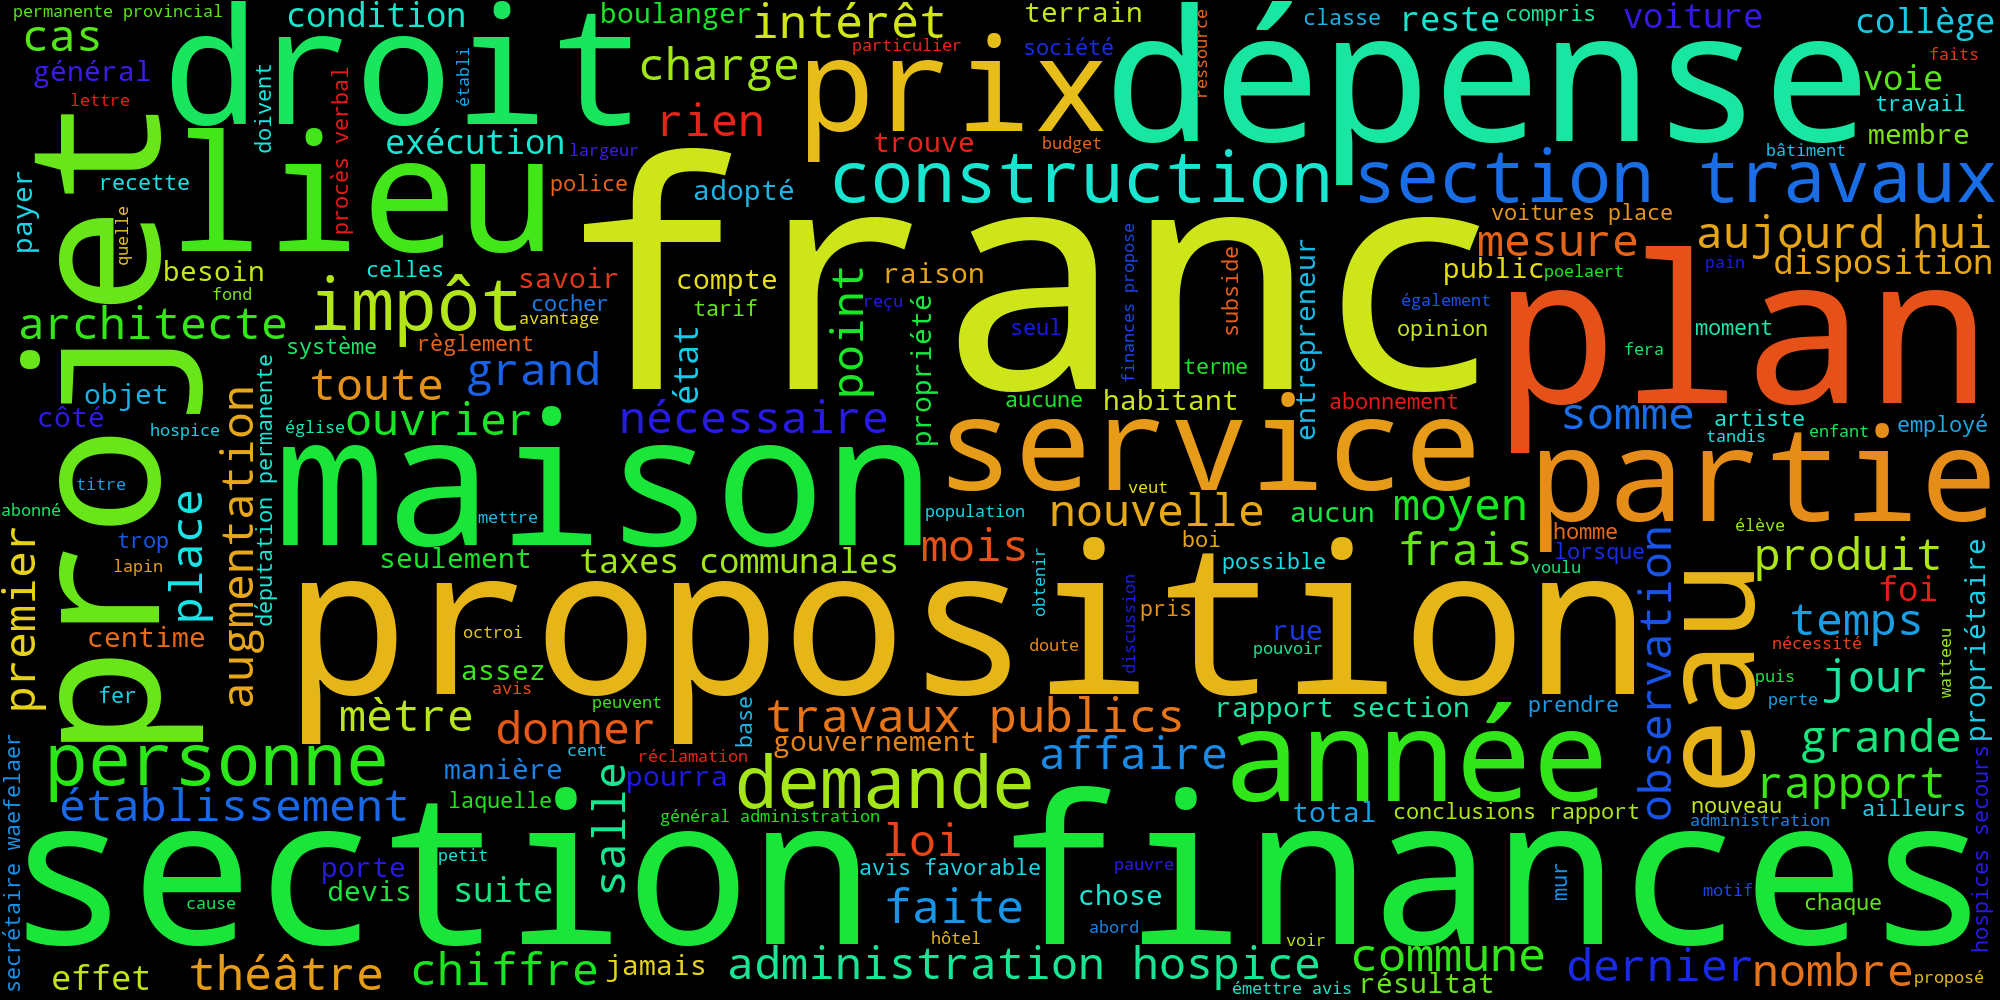 permanente provincial
condition
boulanger
intérêt
terrain
classe
reste
compris
voiture
collège
cas
droit
établi
charge
particulier
société
prix
ressource
dépense
faits
général
voie
lettre
doivent
procès verbal
rien
travail
exécution
largeur
trouve
budget
membre
bâtiment
projet
lieu
payer
recette
police
adopté
construction
section travaux
quelle
franc
voitures place
mesure
aujourd hui
besoin
celles
savoir
compte
point
raison
finances propose
subside
entrepreneur
public
poelaert
pain
disposition
fond
impôt
cocher
tarif
reçu
propriété
également
plan
architecte
avantage
seul
opinion
moment
système
règlement
état
terme
fera
toute
grand
députation permanente
objet
augmentation
aucune
habitant
abonnement
somme
artiste
employé
côté
hospice
église
ouvrier
nécessaire
service
tandis
enfant
partie
maison
titre
place
veut
abonné
mettre
population
nouvelle
aucun
moyen
homme
élève
premier
trop
seulement
taxes communales
mois
boi
possible
frais
lorsque
observation
produit
lapin
obtenir
voulu
eau
foi
propriétaire
proposition
discussion
pris
temps
centime
octroi
doute
rue
pouvoir
nécessité
watteeu
assez
jour
fer
avis
peuvent
puis
perte
mètre
donner
base
travaux publics
rapport section
prendre
secrétaire waefelaer
personne
cent
réclamation
gouvernement
affaire
année
grande
hospices secours
manière
salle
pourra
demande
rapport
établissement
laquelle
général administration
total
conclusions rapport
nouveau
ailleurs
administration
section finances
loi
porte
petit
avis favorable
pauvre
mur
devis
suite
chose
motif
cause
faite
chaque
abord
hôtel
voir
effet
théâtre
chiffre
jamais
administration hospice
émettre avis
commune
résultat
dernier
nombre
proposé